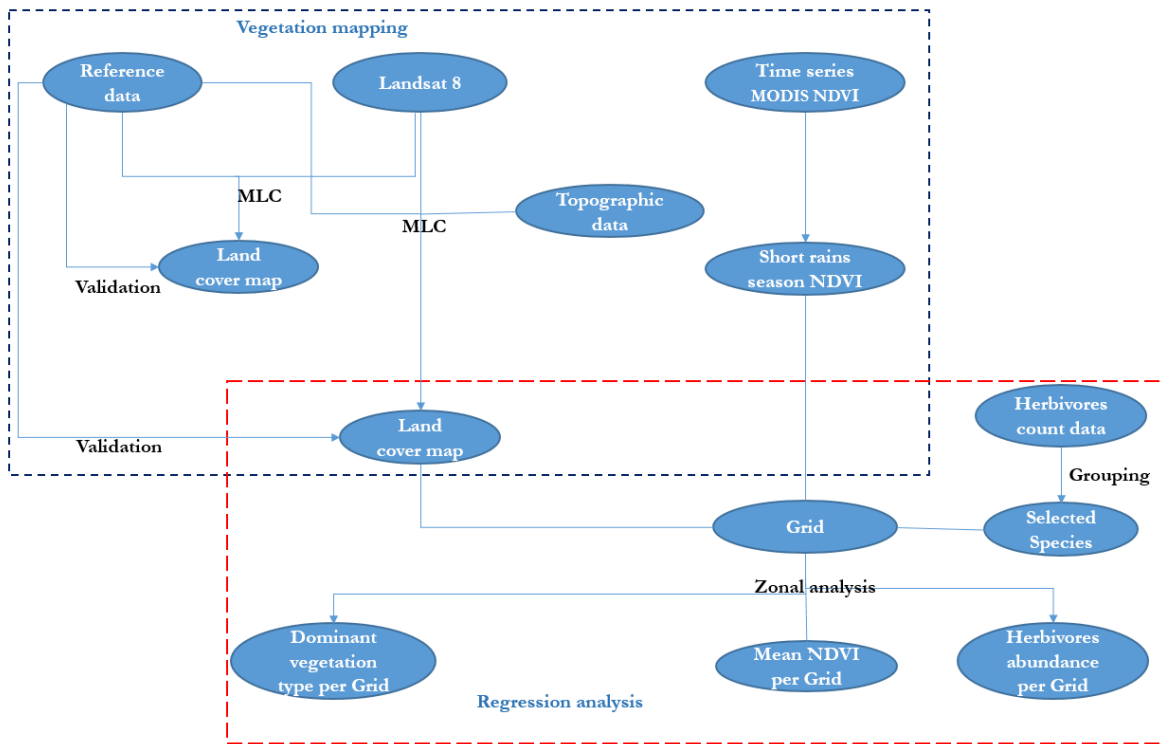 Vegetation mapping
Reference
data
Landsat 8
Time series
MODIS NDVI
MLC
Topographic
data
MLC
Land
cover map
Short rains
season NDVI
Validation
Herbivores
count data
Land
cover map
Validation
Grouping
Grid
Selected
Species
Zonal analysis
Dominant
vegetation
type per Grid
Mean NDVI
per Grid
Herbivores
abundance
per Grid
Regression analysis